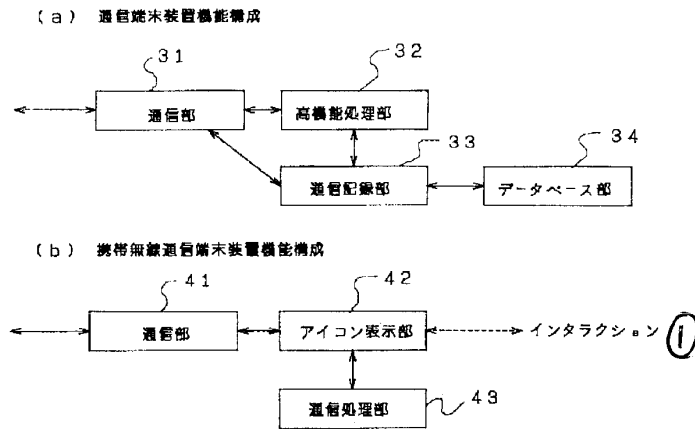 (a) 通信端末装置機能構成
31
32
通信部
高機能処理部
33
34
通信記録部
データベース部
(b) 携帯無線通信端末装置機能構成
41
42
通信部
アイコン表示部
インタラクション ①
通信処理部
43